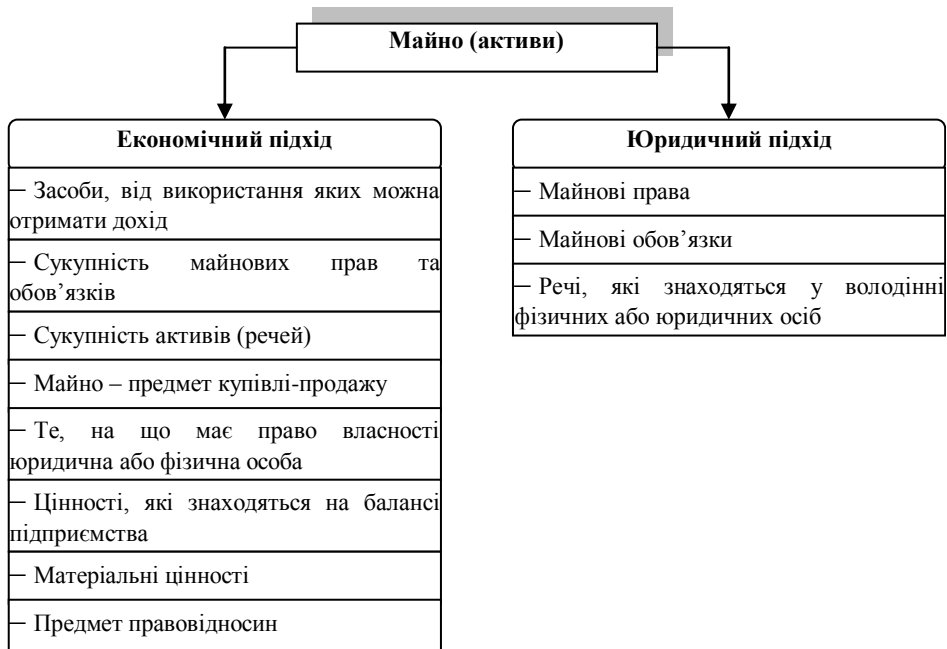 Майно (активи)
Економічний підхід
— Засоби, від використання яких можна
отримати дохід
— Сукупність майнових прав та
обов’язків
— Сукупність активів (речей)
— Майно – предмет купівлі-продажу
— Те, на що має право власності
юридична або фізична особа
— Цінності, які знаходяться на балансі
підприємства
— Матеріальні цінності
— Предмет правовідносин
Юридичний підхід
— Майнові права
— Майнові обов’язки
— Речі, які знаходяться у володінні
фізичних або юридичних осіб